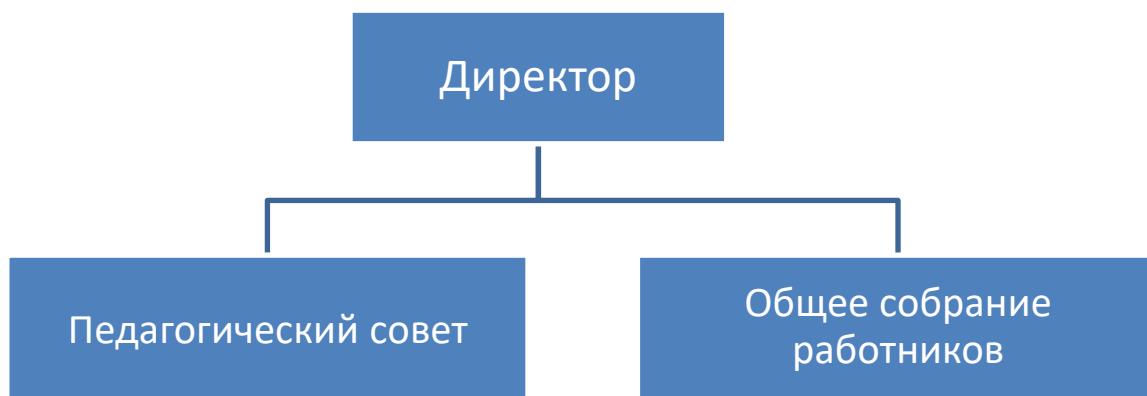 Директор
Педагогический совет
Общее собрание
работников